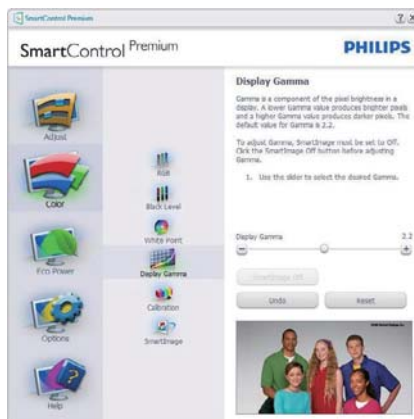 SmartControl Premium
SmartControl Premium
PHILIPS
Adjust
Color
Eco Power
Options
Help
RGB
Black Level
White Point
Display Gamma
Calibration
SmartImage
Display Gamma
Gamma is a component of the pixel brightness in a
display. A lower Gamma value produces brighter pixels
and a higher Gamma value produces darker pixels. The
default value for Gamma is 2.2.
To adjust Gamma, SmartImage must be set to Off.
Click the SmartImage Off button before adjusting
Gamma.
1. Use the slider to select the desired Gamma.
Display Gamma 2.2
SmartImage Off
Undo Reset